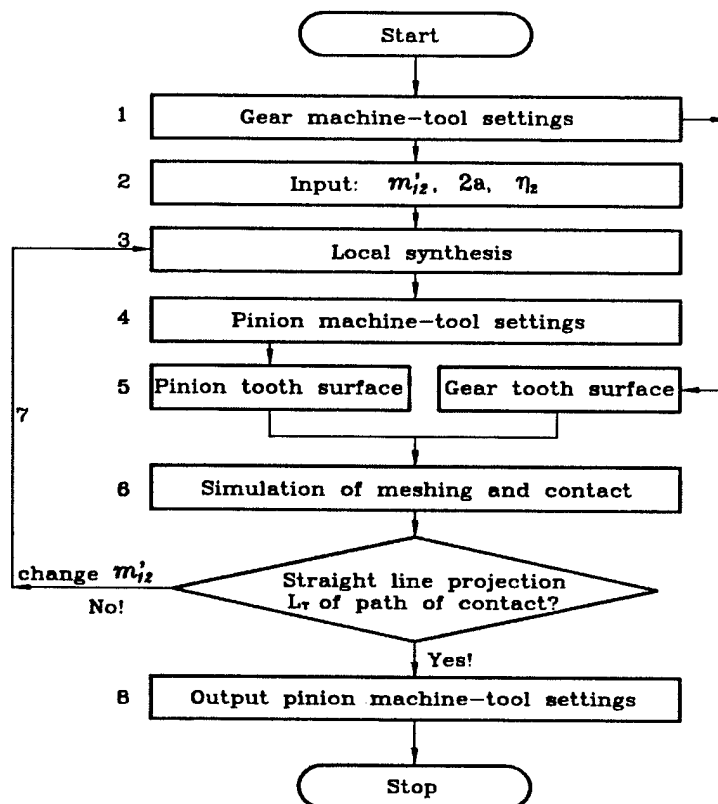 Start
1 Gear machine-tool settings
2 Input: m'₁₂, 2a, η₂
3 Local synthesis
4 Pinion machine-tool settings
5 Pinion tooth surface Gear tooth surface
7
6 Simulation of meshing and contact
change m'₁₂
No!
Straight line projection
L_T of path of contact?
Yes!
8 Output pinion machine-tool settings
Stop